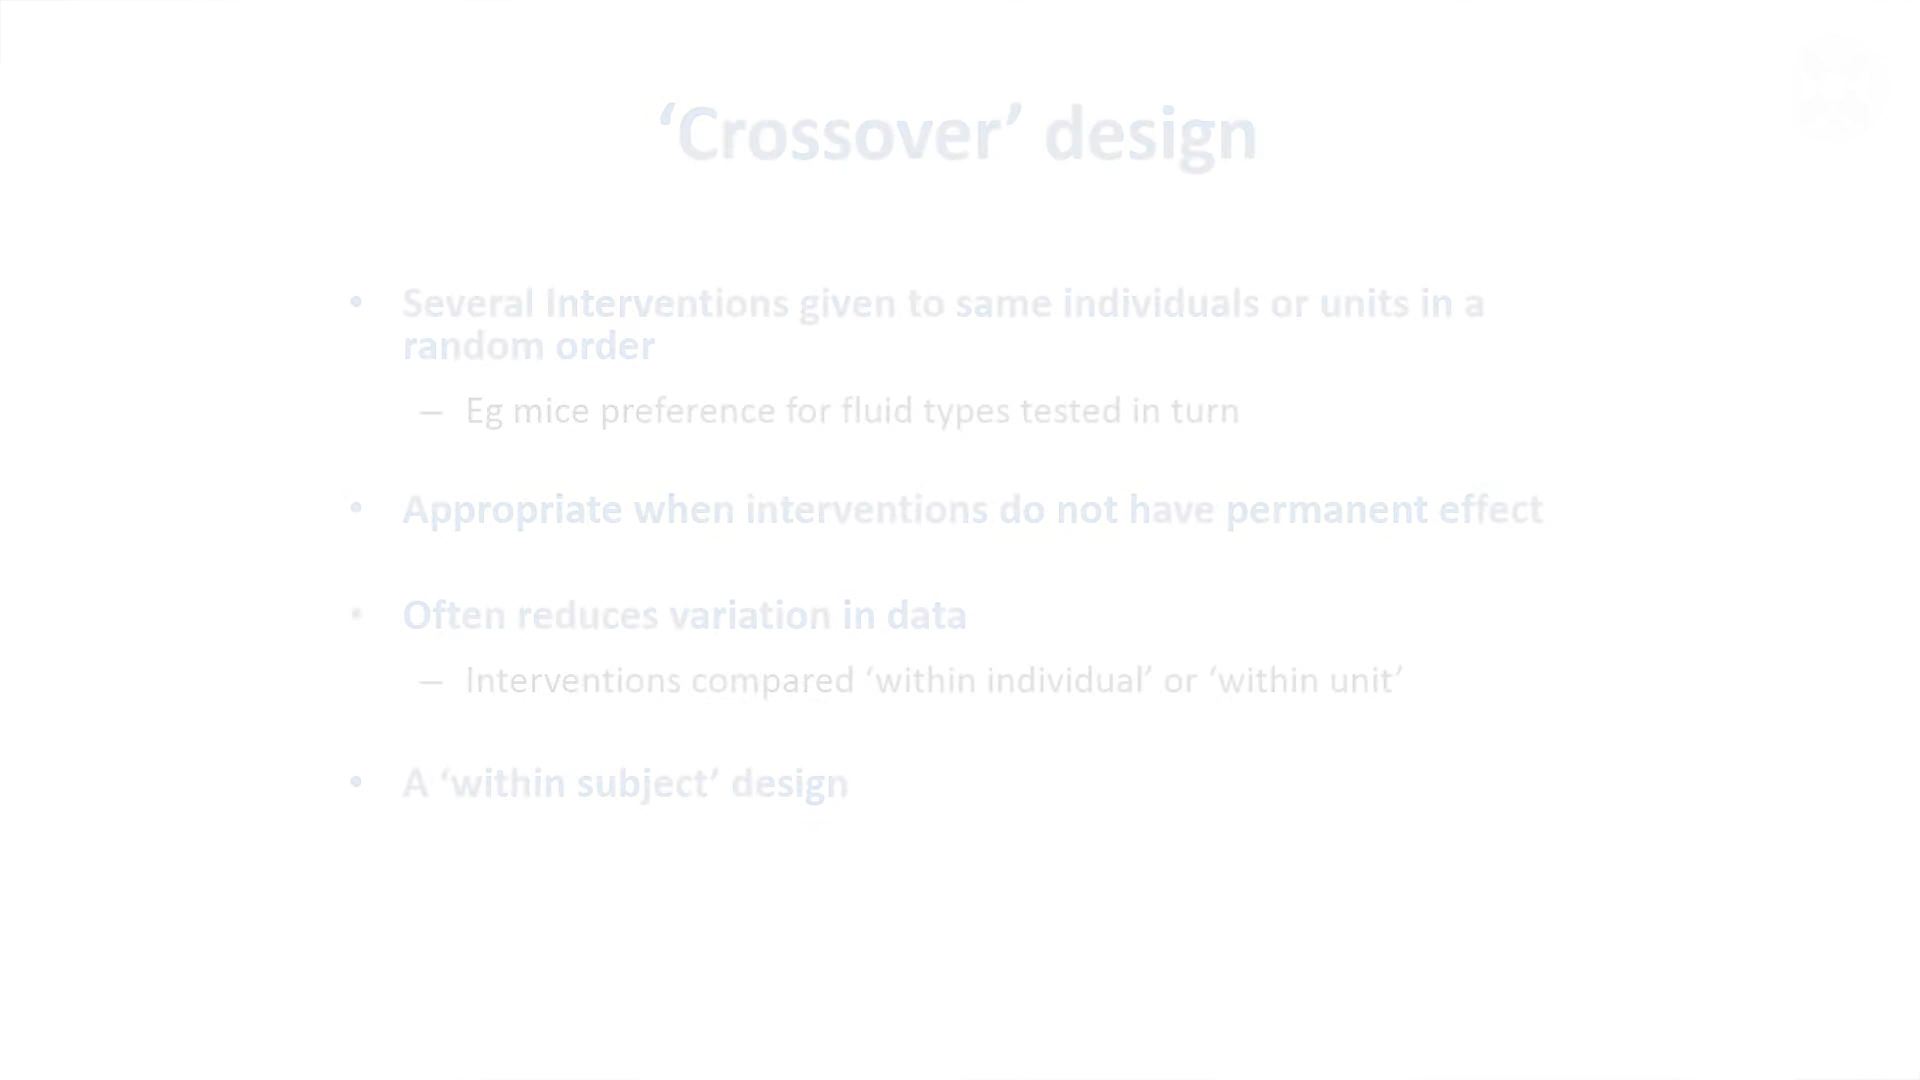 ‘Crossover’ design
• Several Interventions given to same individuals or units in a
random order
– Eg mice preference for fluid types tested in turn
• Appropriate when interventions do not have permanent effect
• Often reduces variation in data
– Interventions compared ‘within individual’ or ‘within unit’
• A ‘within subject’ design